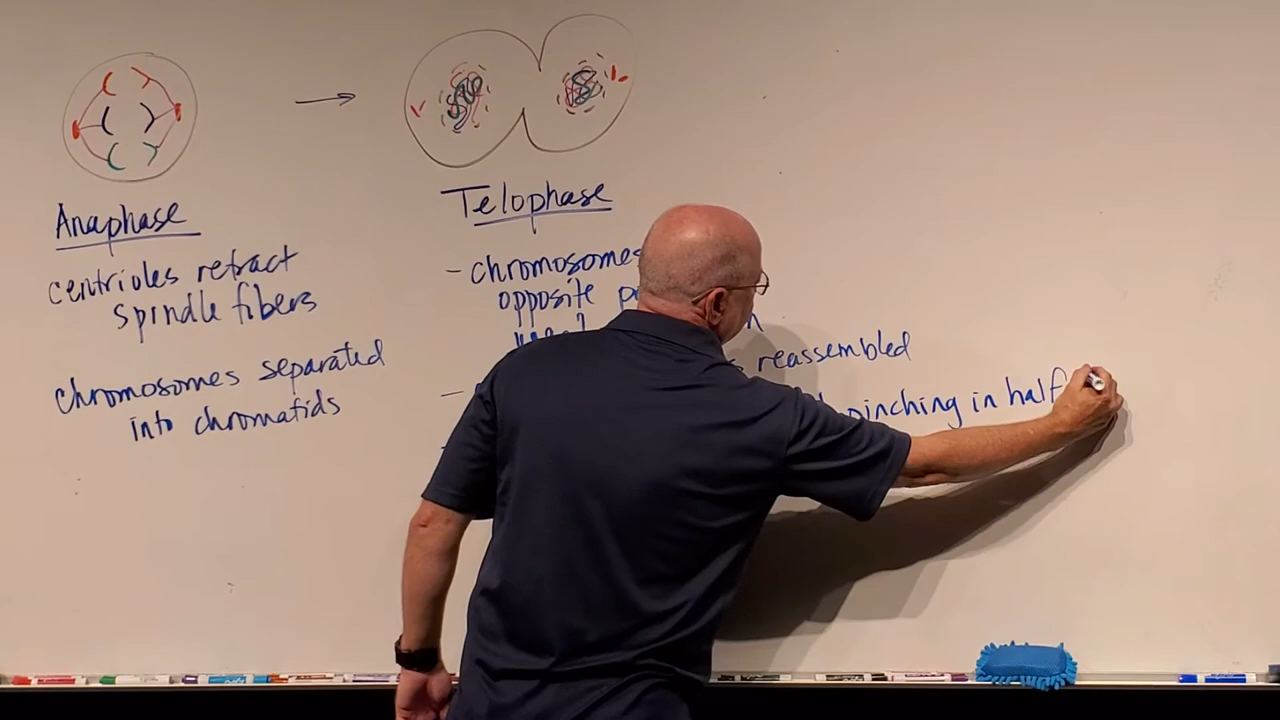 Anaphase
centrioles retract
spindle fibers
chromosomes separated
into chromatids
Telophase
- chromosomes
opposite
reassembled
pinching in half